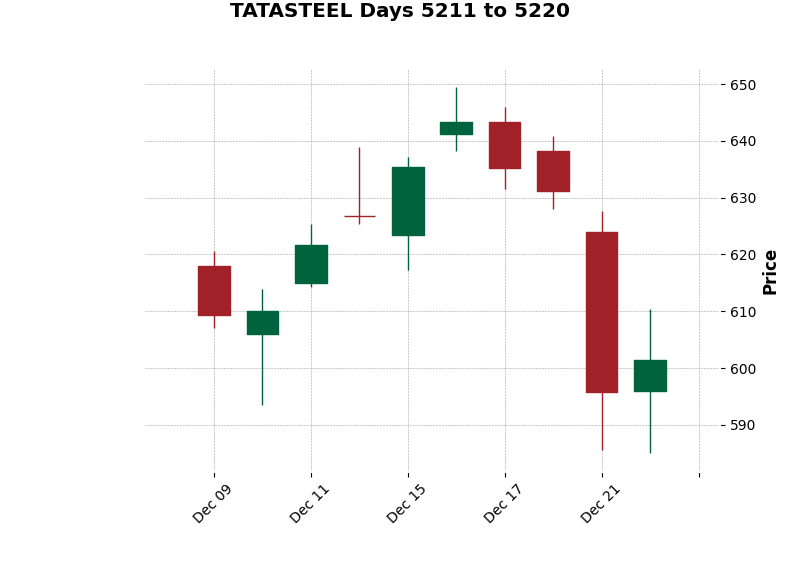 TATASTEEL Days 5211 to 5220
650
640
630
620
610
600
590
Price
Dec 09
Dec 11
Dec 15
Dec 17
Dec 21